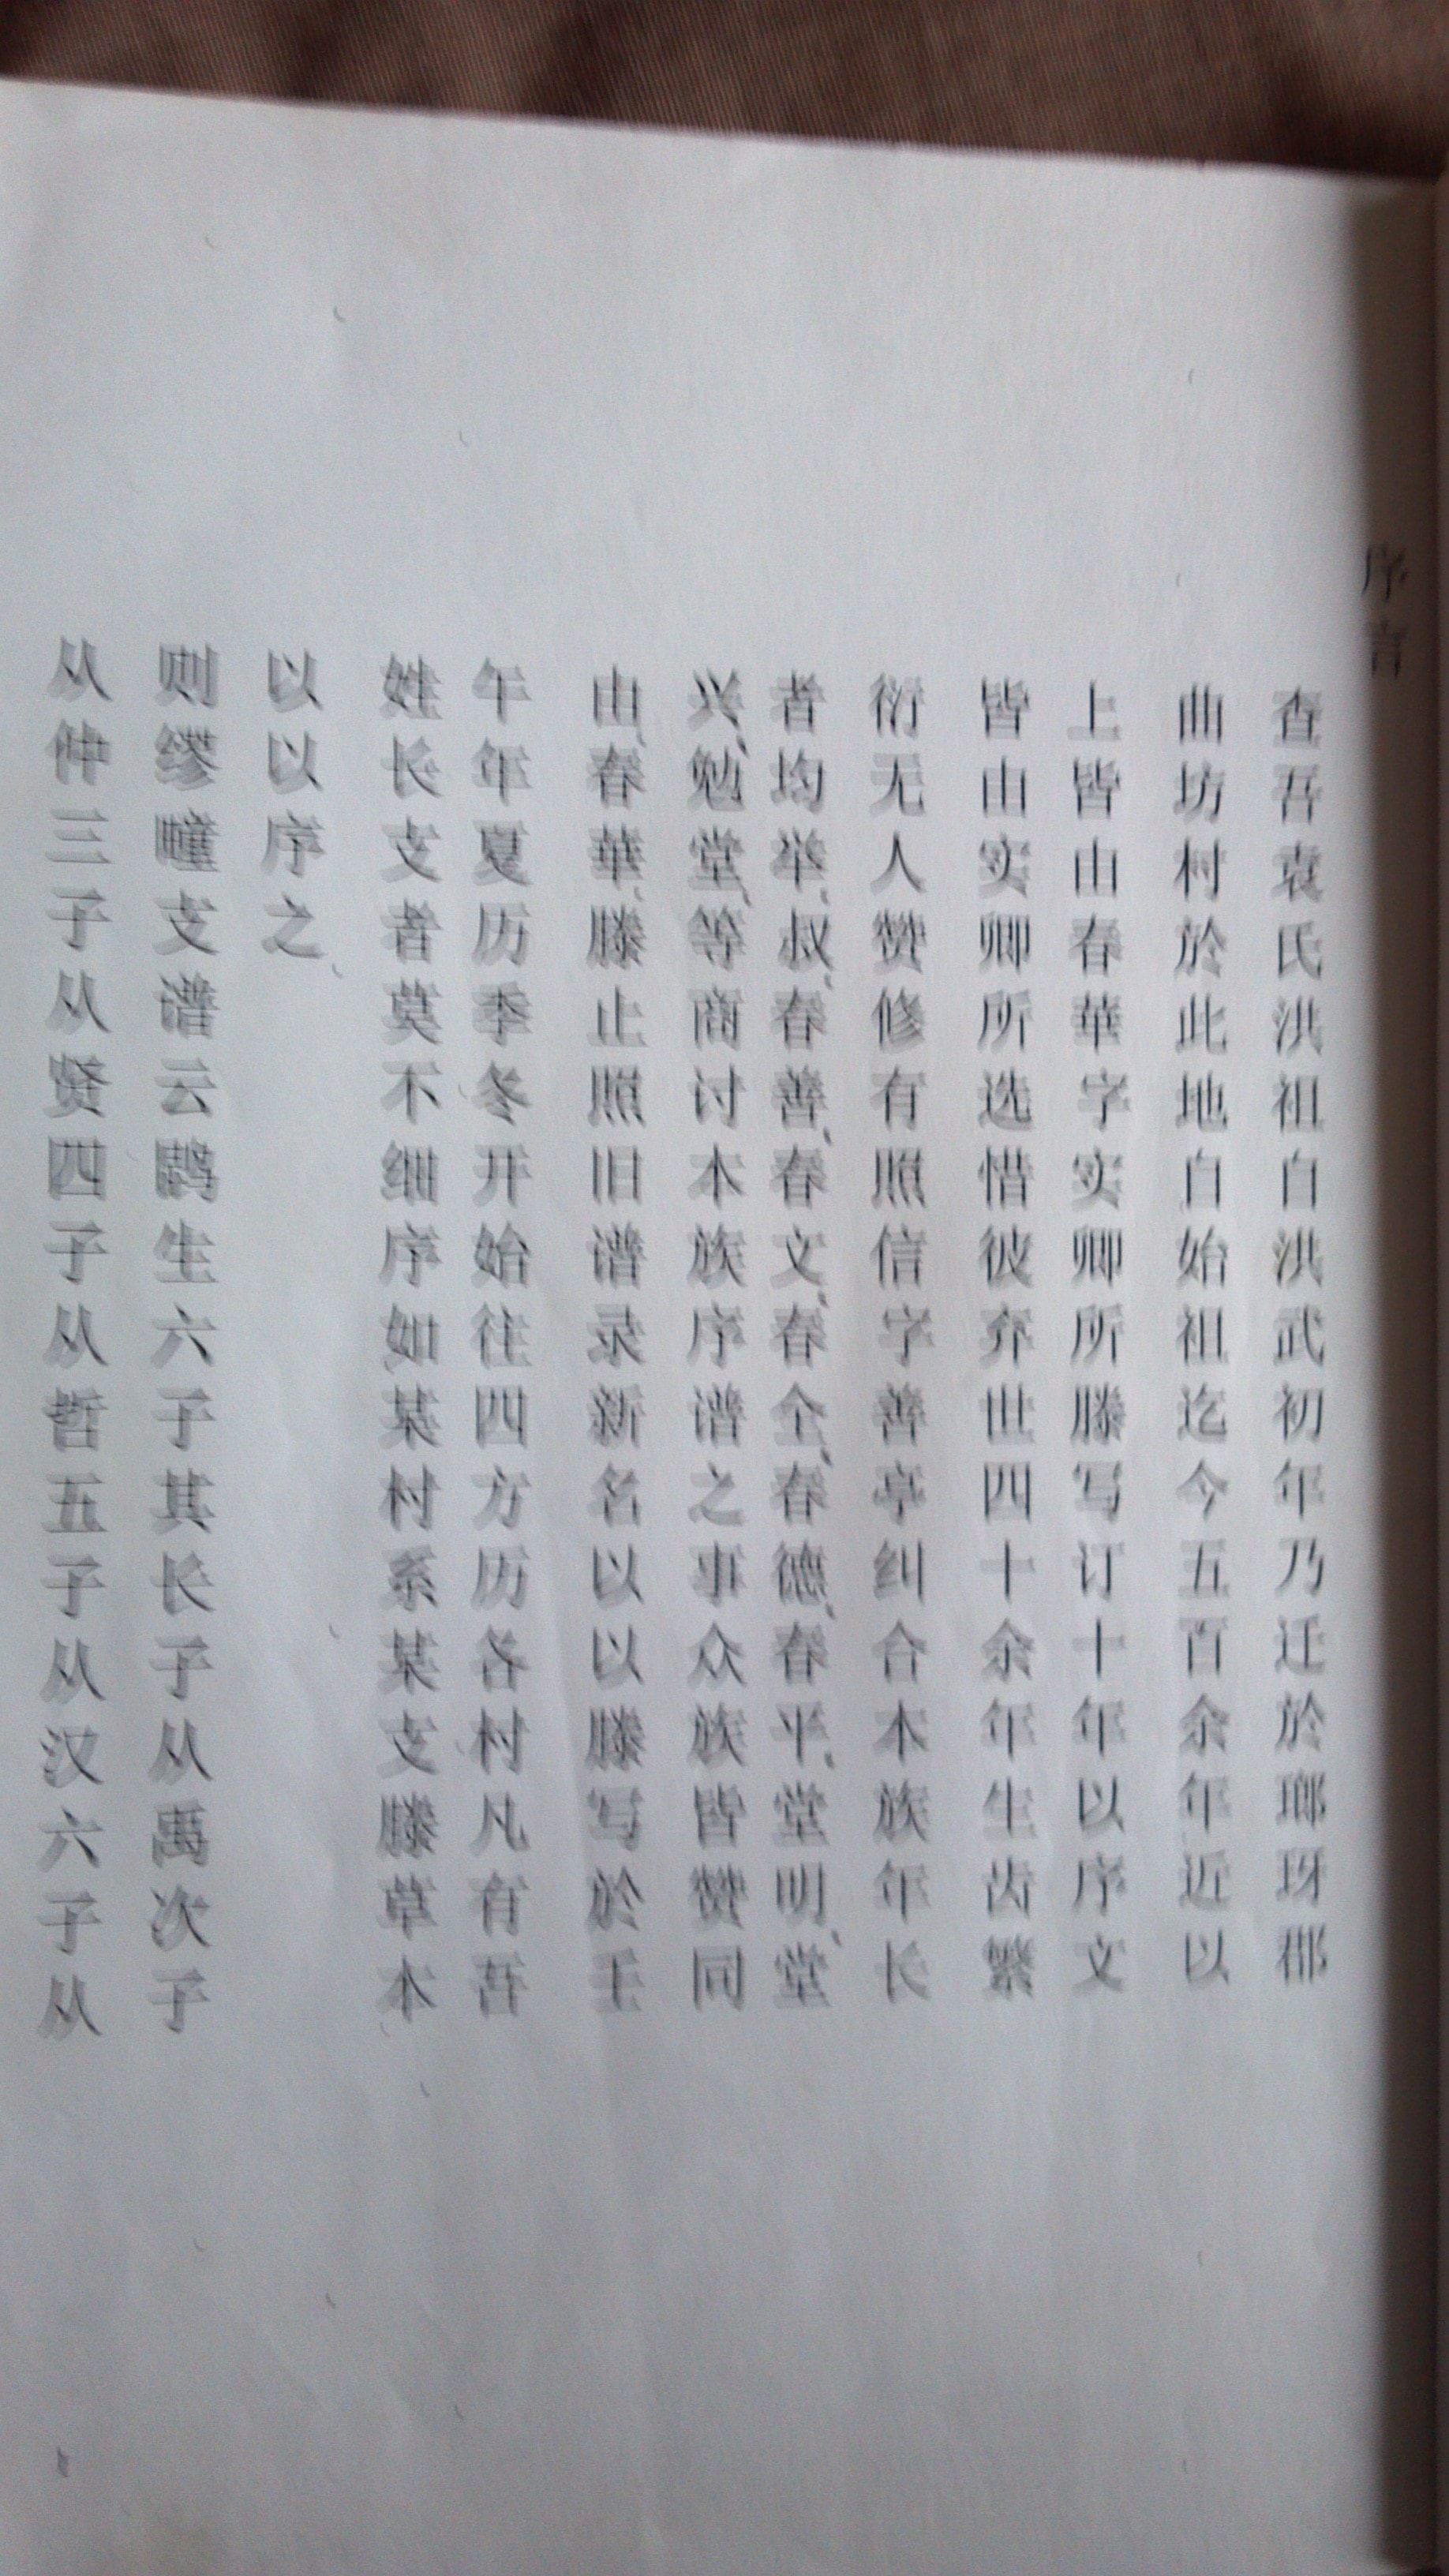 序言
查吾袁氏洪祖自洪武初年乃迁於瑯玡郡
曲坊村於此地自始祖迄今五百余年近以
上皆由春華字实卿所滕写订十年以序文
皆由实卿所选惜彼弃世四十余年生齿繁
衍无人赞修有照信字善亭纠合本族年长
者均举、叔、春善、春文、春全、春德、春平、堂明、堂
兴、勉堂、等商讨本族序谱之事众族皆赞同
由、春華、滕止照旧谱录新名以以滕写於壬
午年夏历季冬开始往四方历各村凡有吾
姓长支者莫不细序如某村系某支滕草本
以以序之、
则缪疃支谱云鹍生六子其长子从禹次子
从仲三子从贤四子从哲五子从汉六子从